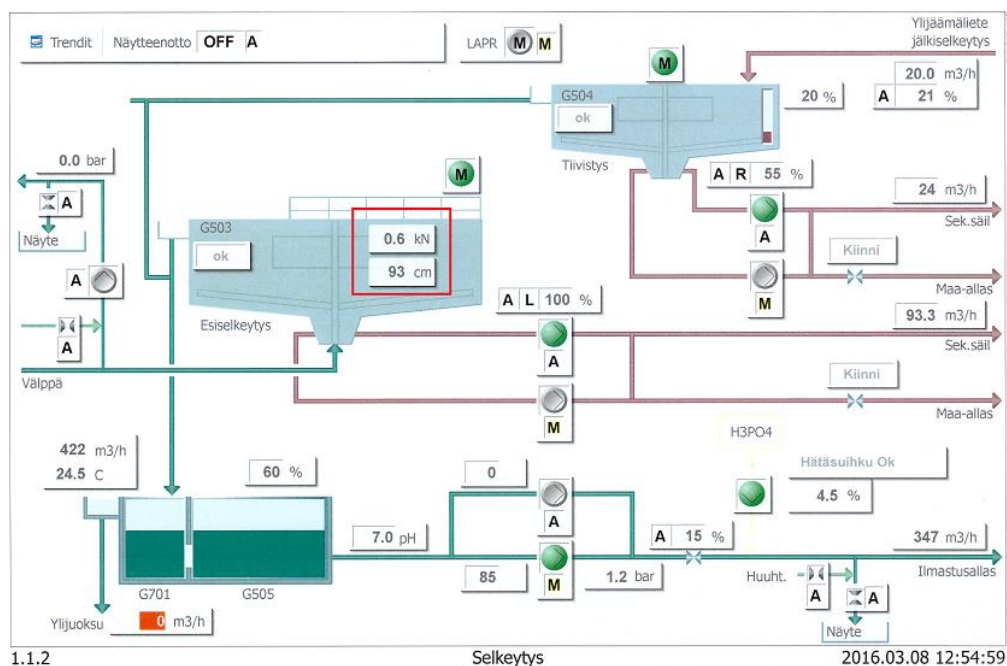 Ylijäämäliete
Trendit Näytteenotto OFF A LAPR M M jälkiselkeytys
M
20.0 m3/h
G504 20 % A 21 %
ok
0.0 bar Tiivistys A R 55 %
M
A 24 m3/h
Sek.säil
G503 0.6 kN A Kiinni
Näyte ok 93 cm
A M Maa-allas
A L 100 %
93.3 m3/h
A Esiselkeytys Sek.säil
A
Välppä Kiinni
M Maa-allas
H3PO4
422 m3/h Hätäsuihku Ok
24.5 C 60 % 0 4.5 %
A
7.0 pH A 15 % 347 m3/h
85 M 1.2 bar Huuht. Ilmastusallas
G701 G505 A A
Ylijuoksu 0 m3/h Näyte
1.1.2 Selkeytys 2016.03.08 12:54:59